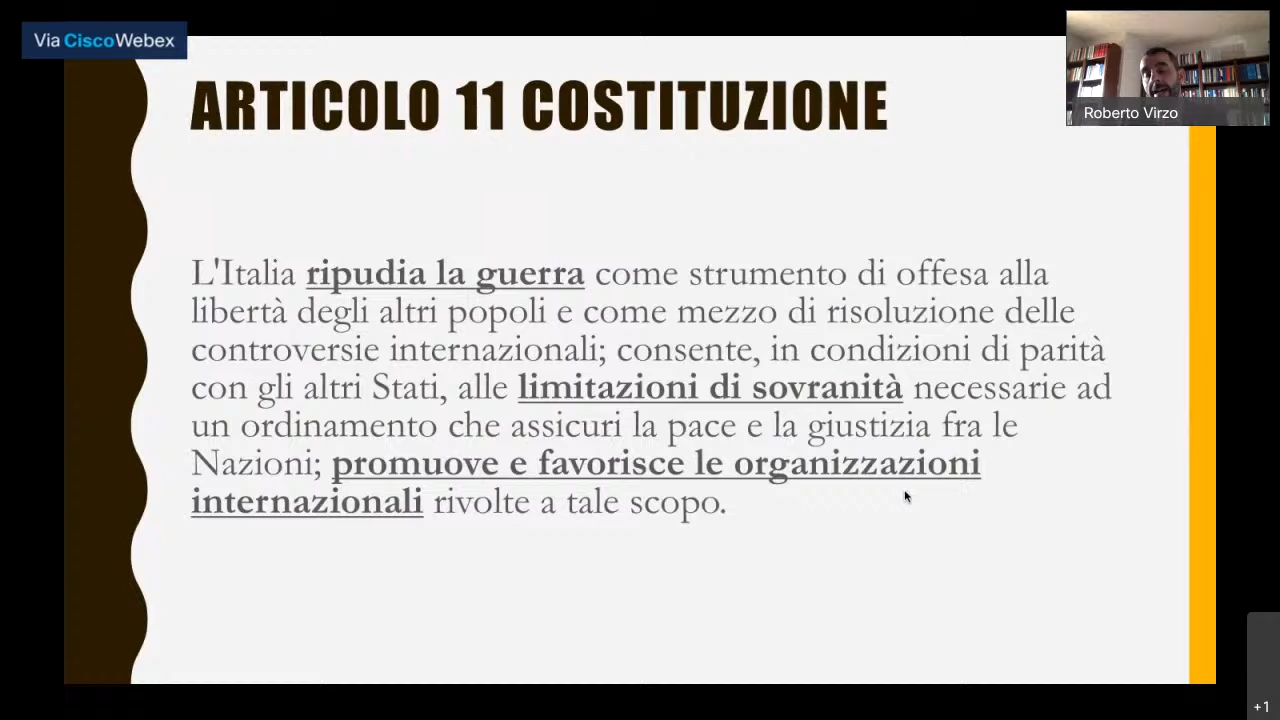 Via CiscoWebex
ARTICOLO 11 COSTITUZIONE
Roberto Virzo
L'Italia ripudia la guerra come strumento di offesa alla
libertà degli altri popoli e come mezzo di risoluzione delle
controversie internazionali; consente, in condizioni di parità
con gli altri Stati, alle limitazioni di sovranità necessarie ad
un ordinamento che assicuri la pace e la giustizia fra le
Nazioni; promuove e favorisce le organizzazioni
internazionali rivolte a tale scopo.
+1